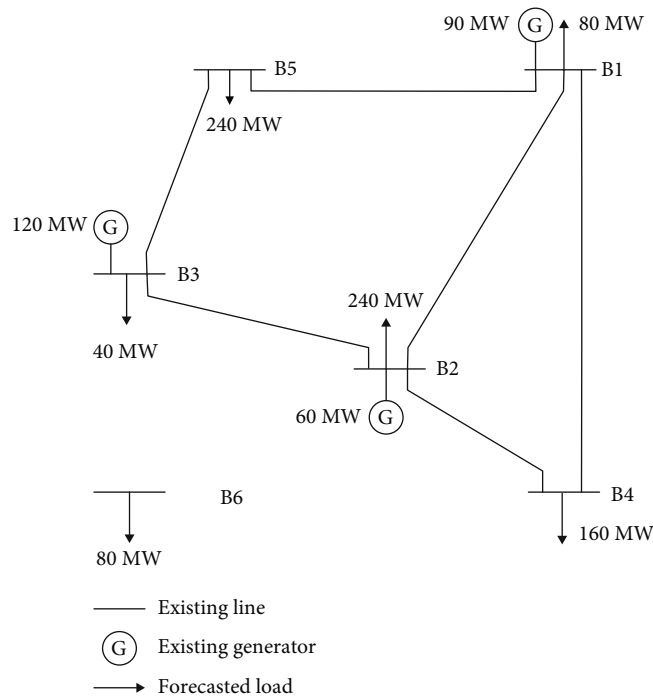 90 MW G 80 MW
B5 B1
240 MW
120 MW G
B3
240 MW
40 MW
B2
60 MW G
B6 B4
80 MW 160 MW
Existing line
G Existing generator
Forecasted load